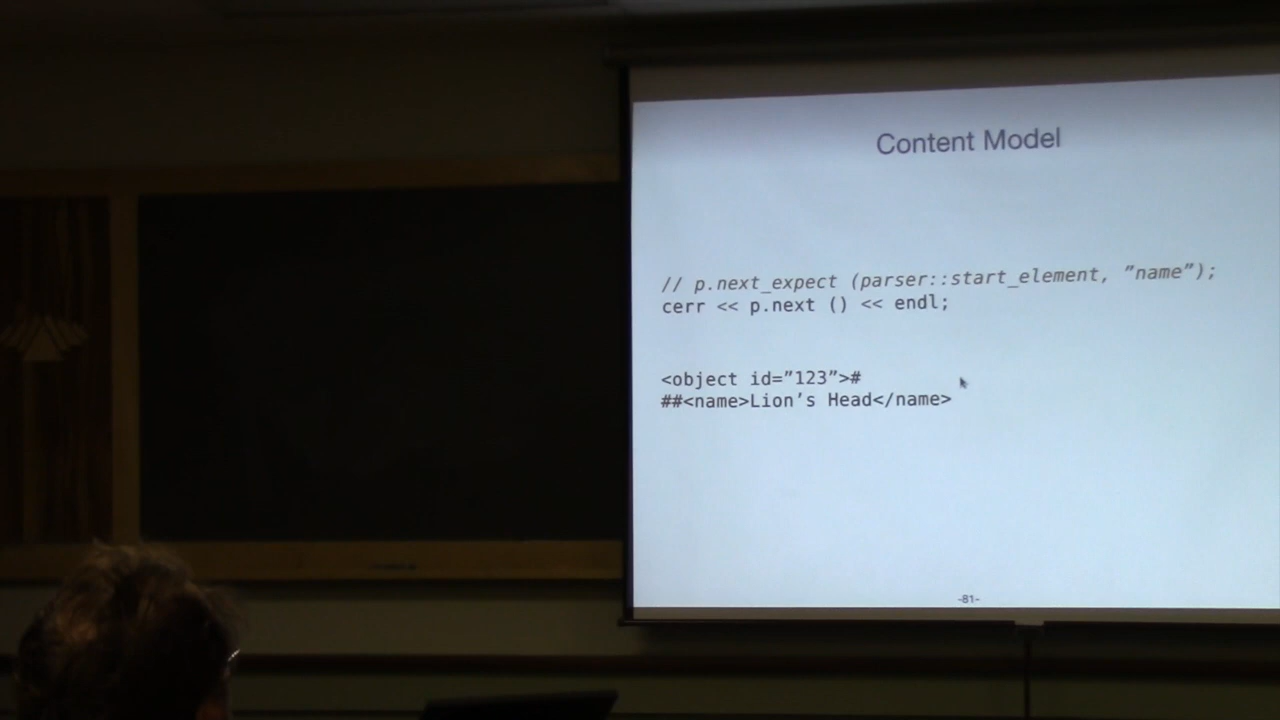 Content Model
// p.next_expect (parser::start_element, ”name”);
cerr << p.next () << endl;
<object id=”123”>#
##<name>Lion’s Head</name>
-81-